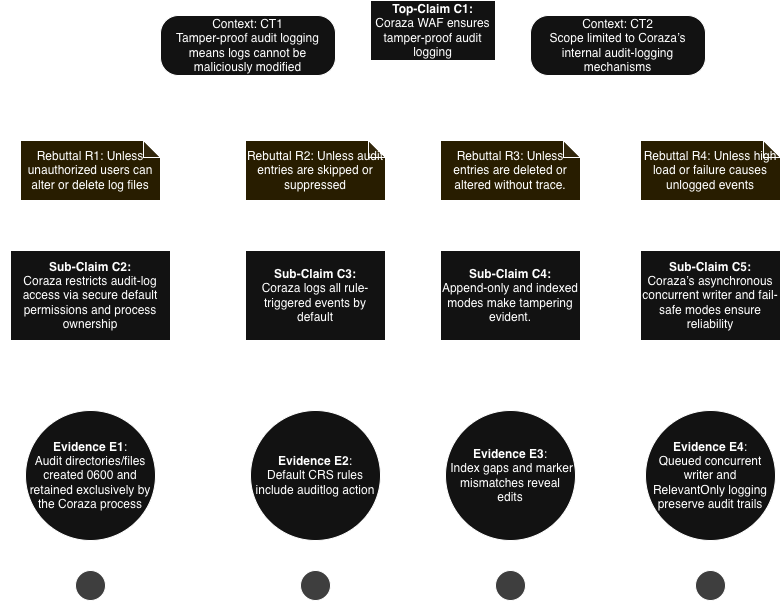 Context: CT1
Tamper-proof audit logging
means logs cannot be
maliciously modified
Top-Claim C1:
Coraza WAF ensures
tamper-proof audit
logging
Context: CT2
Scope limited to Coraza's
internal audit-logging
mechanisms
Rebuttal R1: Unless
unauthorized users can
alter or delete log files
Rebuttal R2: Unless audit
entries are skipped or
suppressed
Rebuttal R3: Unless
entries are deleted or
altered without trace.
Rebuttal R4: Unless high
load or failure causes
unlogged events
Sub-Claim C2:
Coraza restricts audit-log
access via secure default
permissions and process
ownership
Sub-Claim C3:
Coraza logs all rule-
triggered events by
default
Sub-Claim C4:
Append-only and indexed
modes make tampering
evident.
Sub-Claim C5:
Coraza's asynchronous
concurrent writer and fail-
safe modes ensure
reliability
Evidence E1:
Audit directories/files
created 0600 and
retained exclusively by
the Coraza process
Evidence E2:
Default CRS rules
include auditlog action
Evidence E3:
Index gaps and marker
mismatches reveal
edits
Evidence E4:
Queued concurrent
writer and
RelevantOnly logging
preserve audit trails